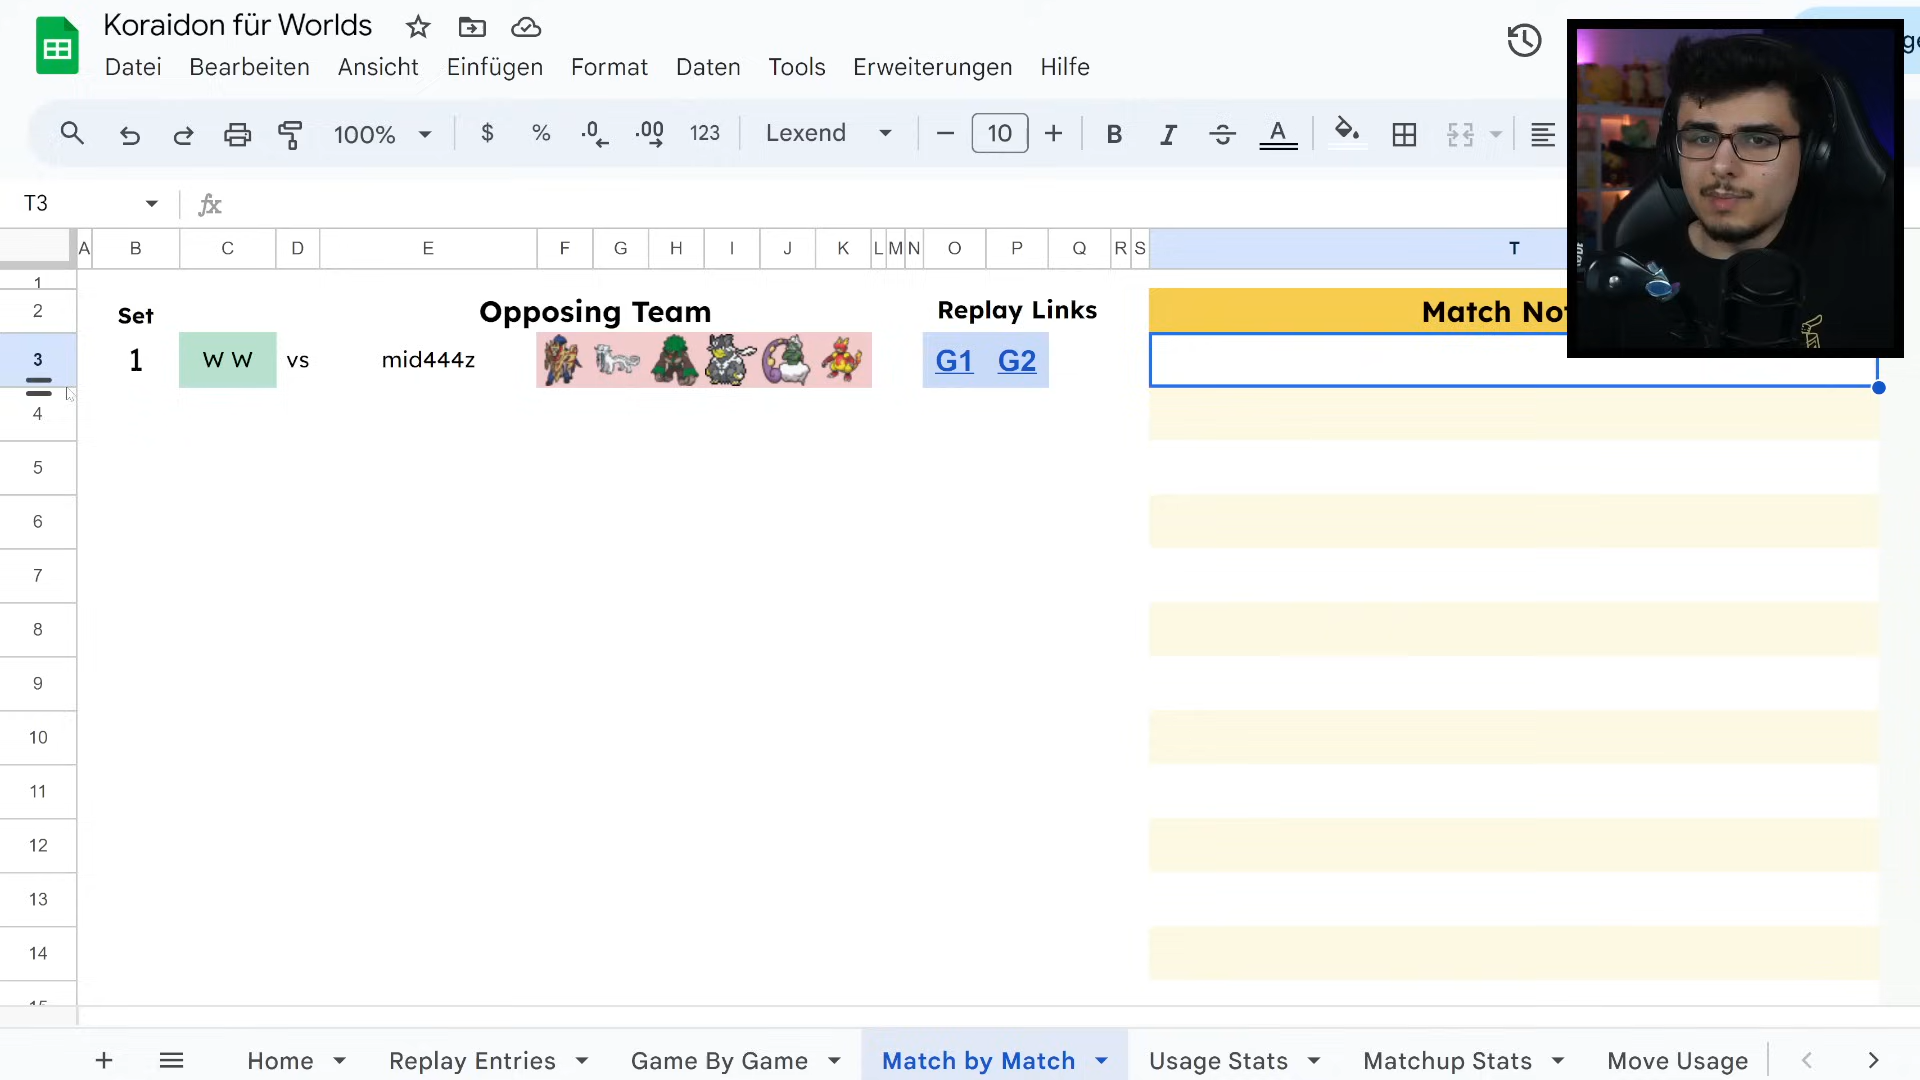 Koraidon für Worlds
Datei Bearbeiten Ansicht Einfügen Format Daten Tools Erweiterungen Hilfe
100% $ % .0 .00 123 Lexend 10 B I S A
T3 fx
A B C D E F G H I J K L M N O P Q R S T
1
2 Set Opposing Team Replay Links Match Not
3 1 W W vs mid444z G1 G2
4
5
6
7
8
9
10
11
12
13
14
15
Home Replay Entries Game By Game Match by Match Usage Stats Matchup Stats Move Usage